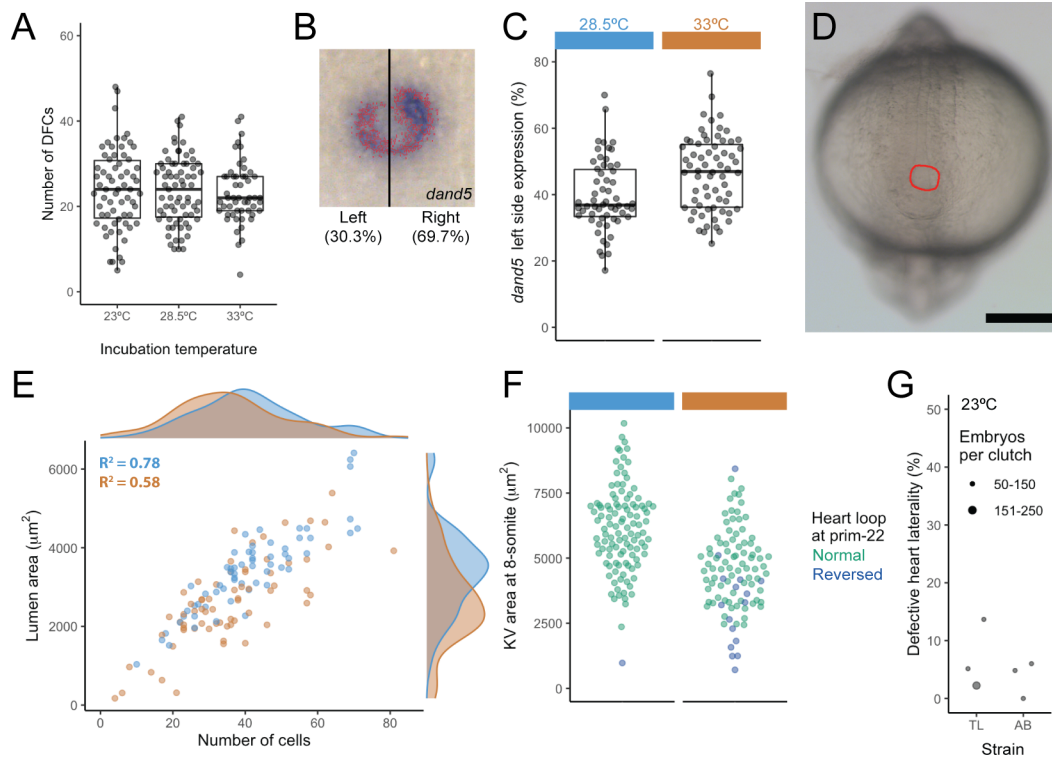 A
Number of DFCs
60
40
20
0
23ºC
28.5ºC
33ºC
Incubation temperature
B
dand5
Left
(30.3%)
Right
(69.7%)
C
28.5ºC
33ºC
dand5 left side expression (%)
80
60
40
20
0
D
E
R² = 0.78
R² = 0.58
Lumen area (μm²)
6000
4000
2000
0
0
20
40
60
80
Number of cells
F
KV area at 8-somite (μm²)
10000
7500
5000
2500
0
Heart loop
at prim-22
Normal
Reversed
G
23ºC
Embryos
per clutch
50-150
151-250
Defective heart laterality (%)
50
40
30
20
10
0
TL
AB
Strain